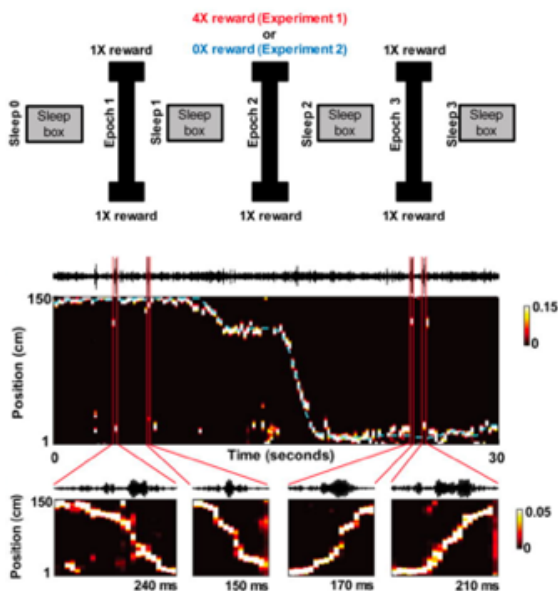 4X reward (Experiment 1)
or
0X reward (Experiment 2)
1X reward
1X reward
Sleep 0
Sleep box
Epoch 1
Sleep 1
Sleep box
Epoch 2
Sleep 2
Sleep box
Epoch 3
Sleep 3
Sleep box
1X reward
1X reward
1X reward
Position (cm)
150
1
0
Time (seconds)
30
0.15
0
Position (cm)
150
1
240 ms
150 ms
170 ms
210 ms
0.05
0